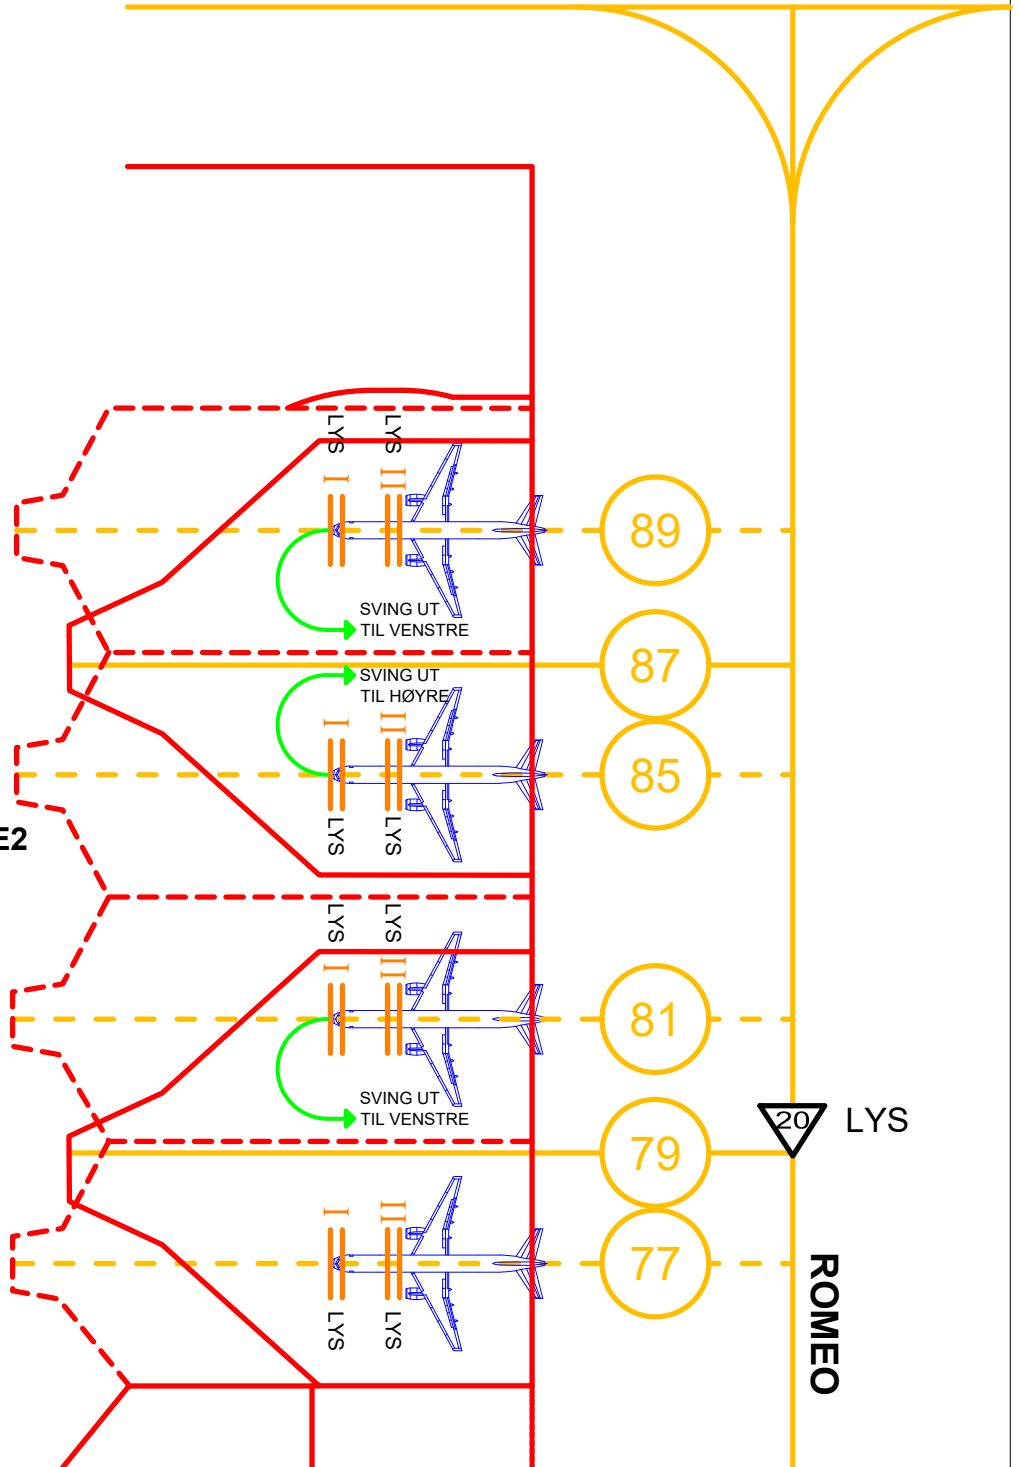 LYS
LYS
I
II
89
SVING UT
TIL VENSTRE
87
SVING UT
TIL HØYRE
I
II
85
LYS
LYS
E2
LYS
LYS
I
II
81
SVING UT
TIL VENSTRE
20
LYS
79
I
II
77
LYS
LYS
ROMEO